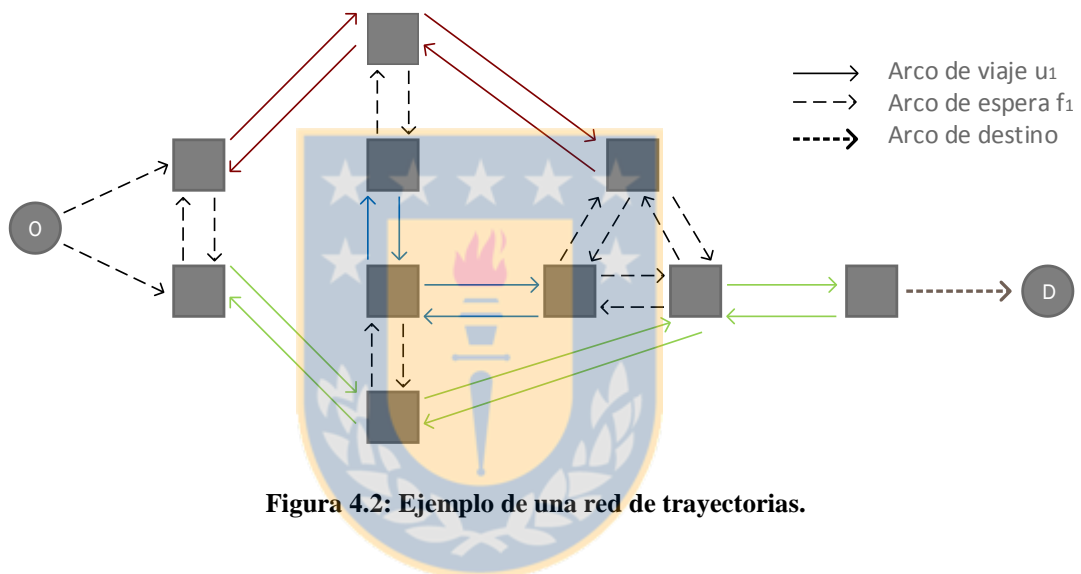 Arco de viaje u1
Arco de espera f1
Arco de destino
O
D
Figura 4.2: Ejemplo de una red de trayectorias.